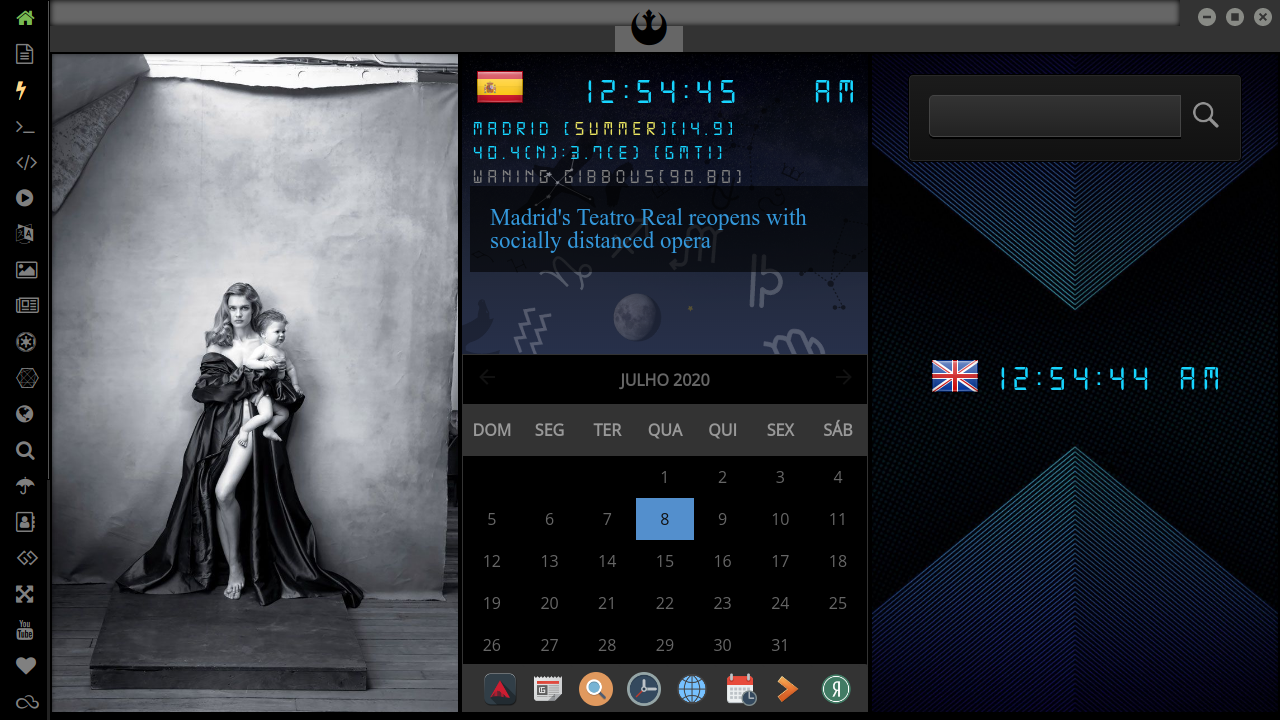 12:54:45 AM
MADRID [SUMMER][14.9]
40.4(N):3.7(E) [GMT1]
WANING GIBBOUS[90.80]
Madrid's Teatro Real reopens with
socially distanced opera
12:54:44 AM
JULHO 2020
DOM SEG TER QUA QUI SEX SÁB
1 2 3 4
5 6 7 8 9 10 11
12 13 14 15 16 17 18
19 20 21 22 23 24 25
26 27 28 29 30 31
You
Tube